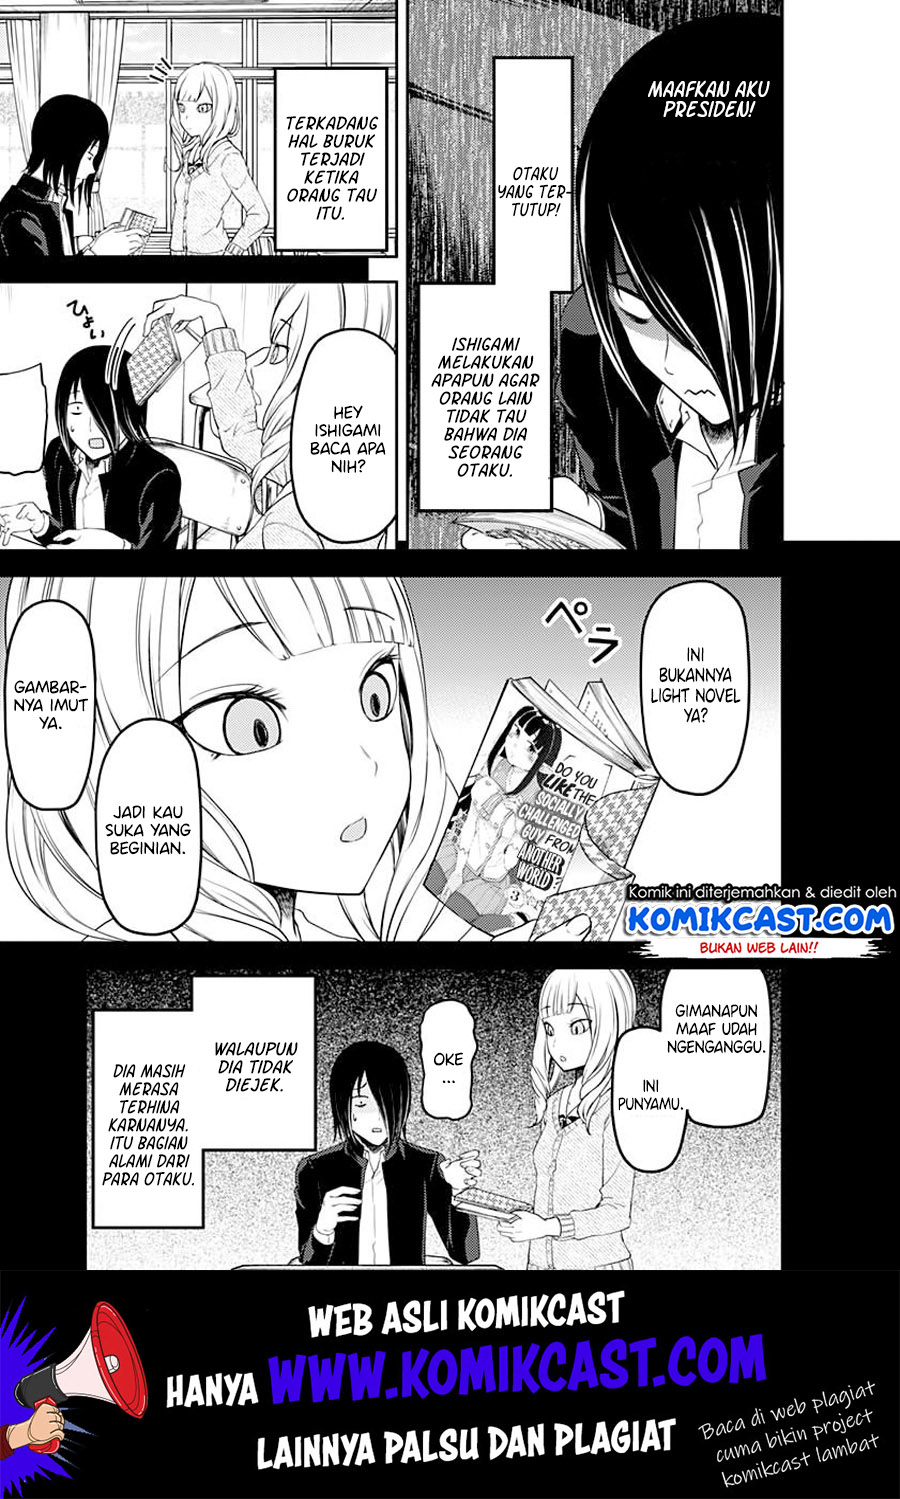 MAAFKAN AKU
PRESIDEN!
OTAKU
YANG TER-
TUTUP!
ISHIGAMI
MELAKUKAN
APAPUN AGAR
ORANG LAIN
TIDAK TAU
BAHWA DIA
SEORANG
OTAKU.
TERKADANG
HAL BURUK
TERJADI
KETIKA
ORANG TAU
ITU.
ひょい
HEY
ISHIGAMI
BACA APA
NIH?
ペラ
INI
BUKANNYA
LIGHT NOVEL
YA?
DO YOU
LIKE THE
SOCIALLY
CHALLENGED
GUY FROM
ANOTHER
WORLD?
3
GAMBAR-
NYA IMUT
YA.
JADI KAU
SUKA YANG
BEGINIAN.
Komik ini diterjemahkan & diedit oleh
KOMIKCAST.COM
BUKAN WEB LAIN!!
GIMANAPUN
MAAF UDAH
NGENGANGGU.
INI
PUNYAMU.
OKE
...
WALAUPUN
DIA TIDAK
DIEJEK.
DIA MASIH
MERASA
TERHINA
KARNANYA.
ITU BAGIAN
ALAMI DARI
PARA OTAKU.
WEB ASLI KOMIKCAST
HANYA WWW.KOMIKCAST.COM
LAINNYA PALSU DAN PLAGIAT
Baca di web plagiat
cuma bikin project
komikcast lambat